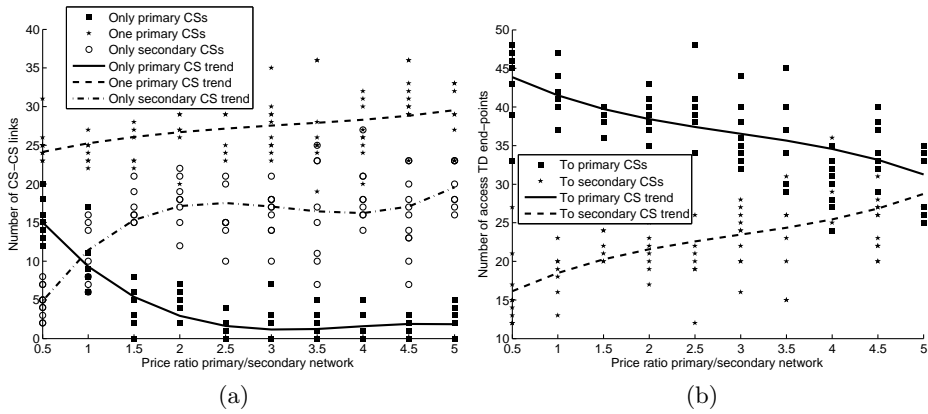 40
35
30
25
20
15
10
5
0
Number of CS−CS links
Only primary CSs
One primary CSs
Only secondary CSs
Only primary CS trend
One primary CS trend
Only secondary CS trend
0.5 1 1.5 2 2.5 3 3.5 4 4.5 5
Price ratio primary/secondary network
(a)
50
45
40
35
30
25
20
15
10
Number of access TD end−points
To primary CSs
To secondary CSs
To primary CS trend
To secondary CS trend
0.5 1 1.5 2 2.5 3 3.5 4 4.5 5
Price ratio primary/secondary network
(b)